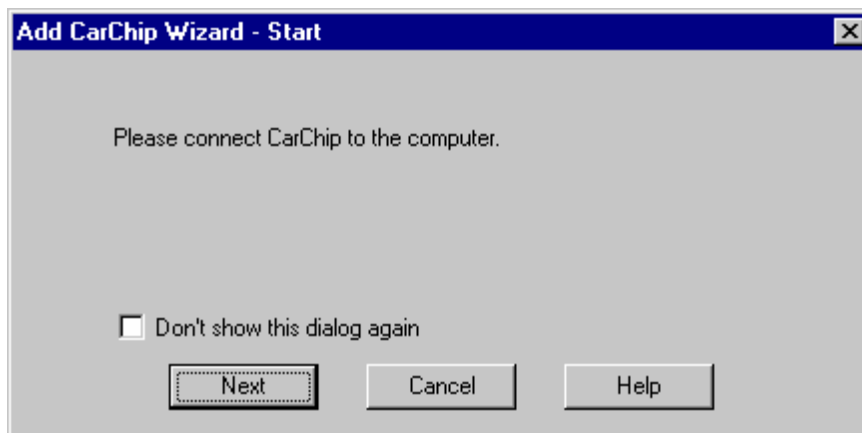 Add CarChip Wizard - Start
Please connect CarChip to the computer.
Don't show this dialog again
Next Cancel Help